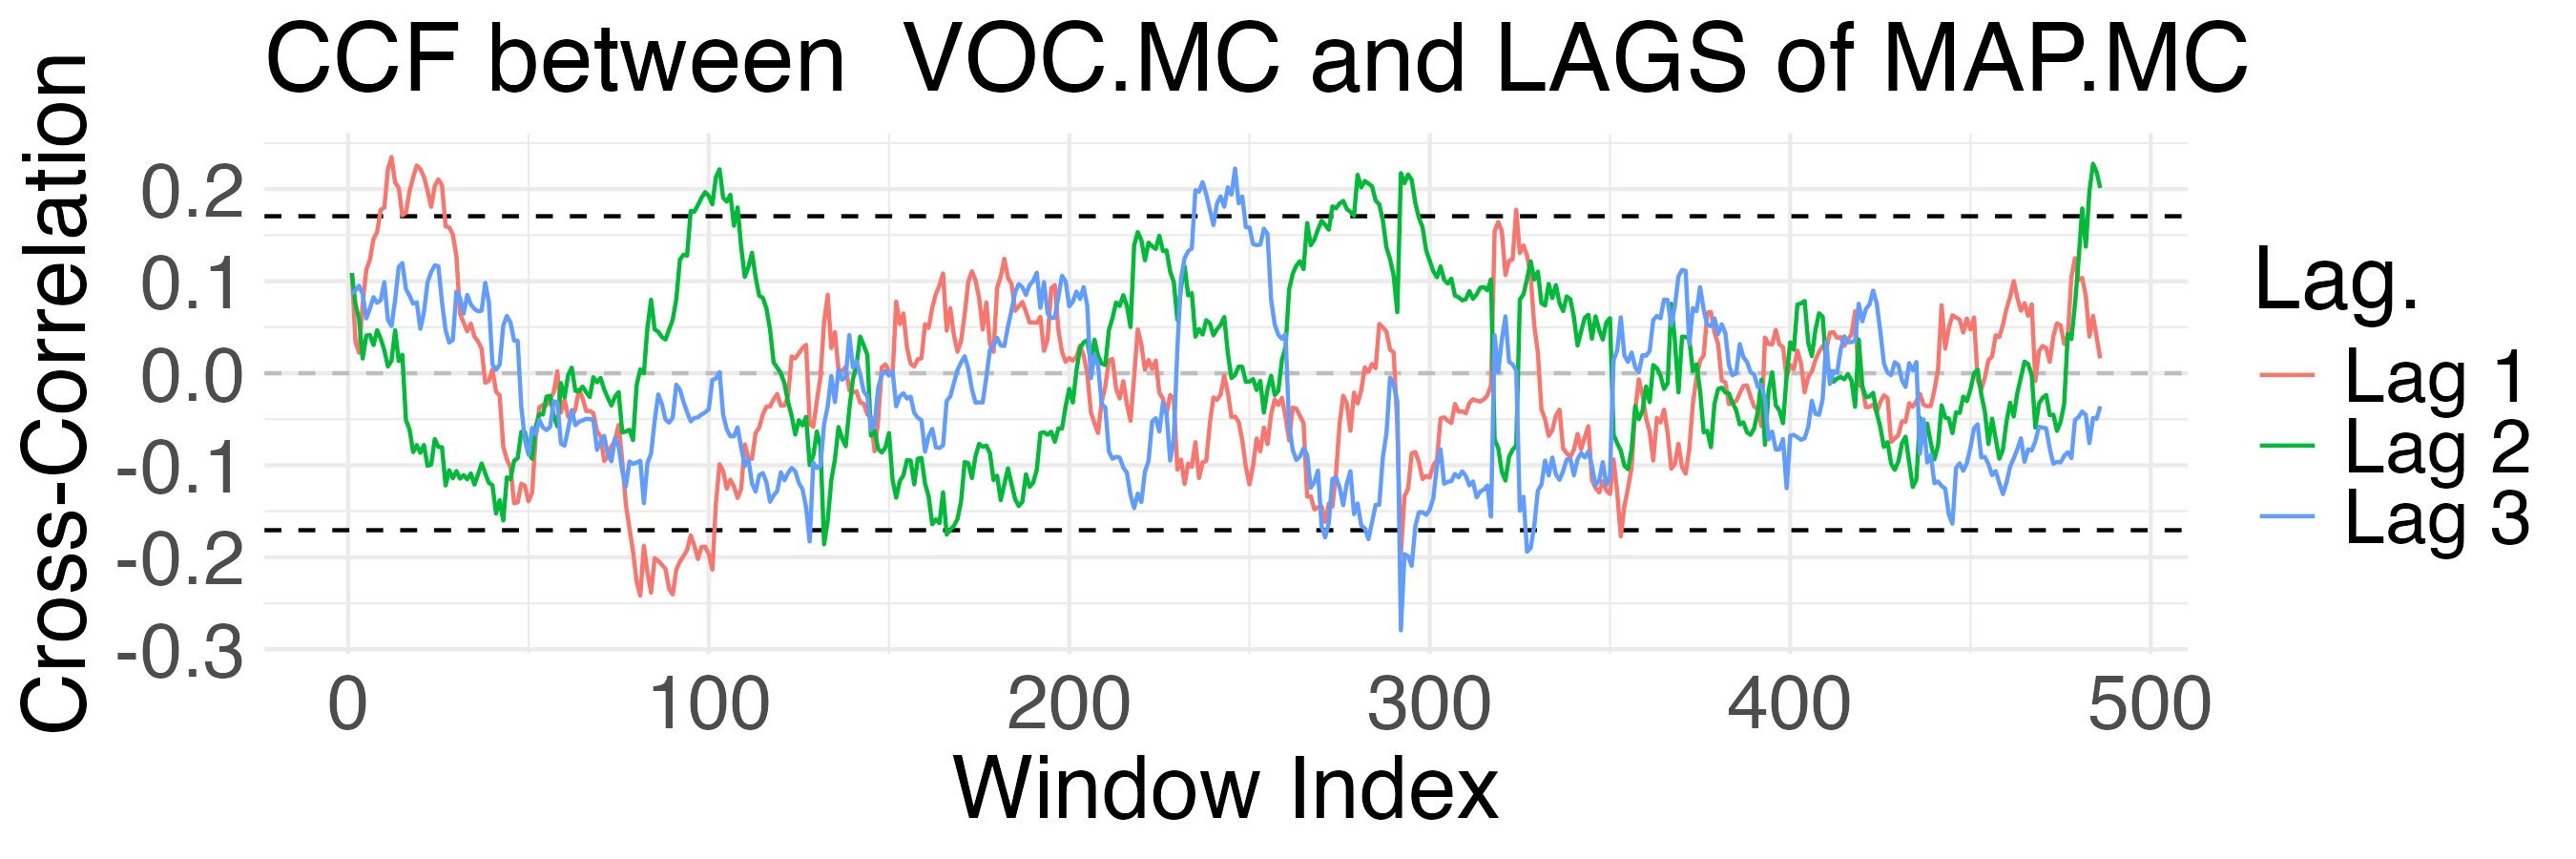 CCF between  VOC.MC and LAGS of MAP.MC
Cross-Correlation
0.2
0.1
0.0
-0.1
-0.2
-0.3
0 100 200 300 400 500
Window Index
Lag.
Lag 1
Lag 2
Lag 3